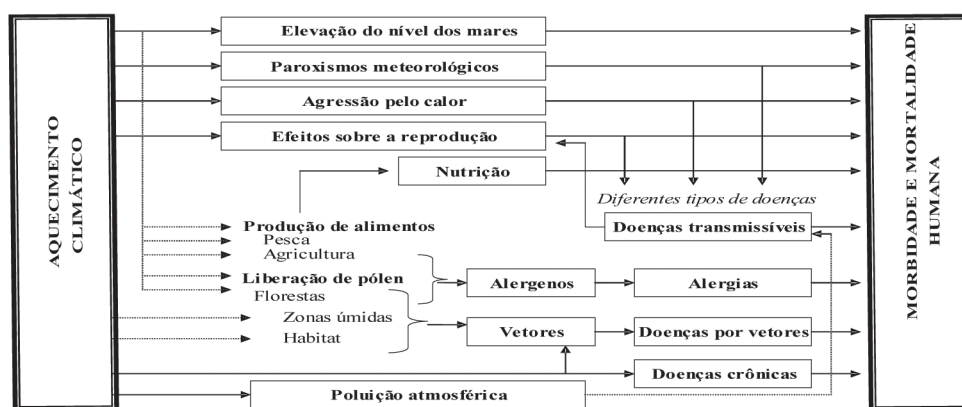 AQUECIMENTO
CLIMÁTICO
Elevação do nível dos mares
Paroxismos meteorológicos
Agressão pelo calor
Efeitos sobre a reprodução
Nutrição
Diferentes tipos de doenças
Produção de alimentos
Doenças transmissíveis
Pesca
Agricultura
Liberação de pólen
Alergenos
Alergias
Florestas
Zonas úmidas
Vetores
Doenças por vetores
Habitat
Doenças crônicas
Poluição atmosférica
MORBIDADE E MORTALIDADE
HUMANA